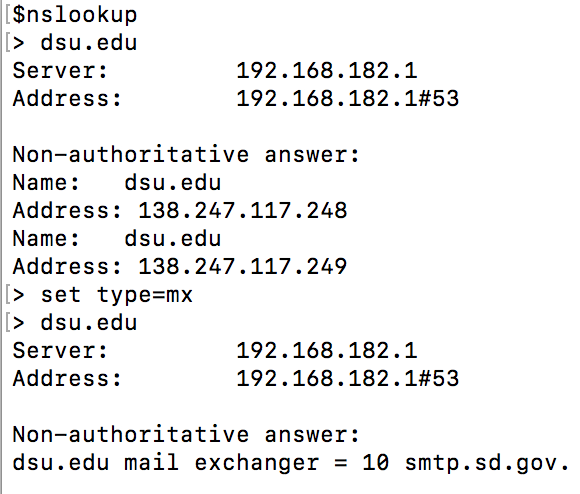 [$nslookup
[> dsu.edu
Server:		192.168.182.1
Address:	192.168.182.1#53

Non-authoritative answer:
Name:	dsu.edu
Address: 138.247.117.248
Name:	dsu.edu
Address: 138.247.117.249
[> set type=mx
[> dsu.edu
Server:		192.168.182.1
Address:	192.168.182.1#53

Non-authoritative answer:
dsu.edu mail exchanger = 10 smtp.sd.gov.